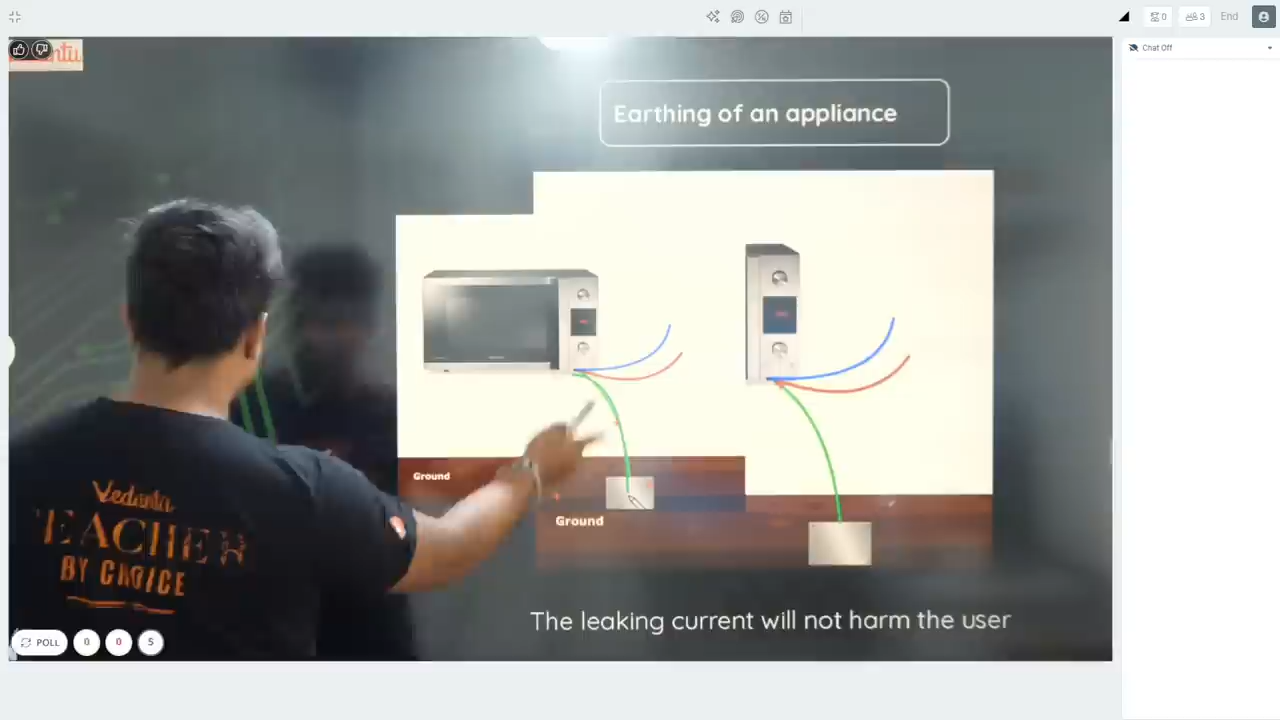 0
3
End
Chat Off
Earthing of an appliance
Ground
Ground
The leaking current will not harm the user
Vedantu
TEACHER
BY CHOICE
POLL
0
0
5